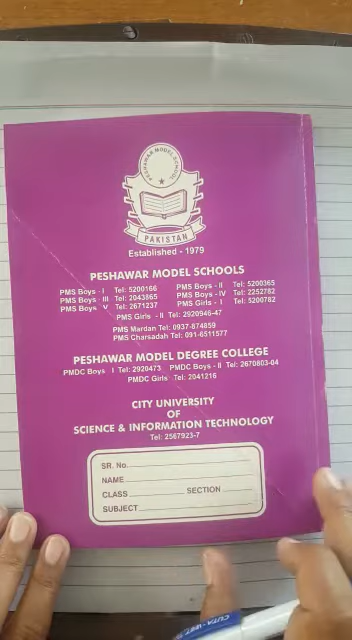 PESHAWAR MODEL SCHOOL
PAKISTAN
Established - 1979
PESHAWAR MODEL SCHOOLS
PMS Boys - I Tel: 5200166 PMS Boys - II Tel: 5200365
PMS Boys - III Tel: 2043865 PMS Boys - IV Tel: 2252782
PMS Boys V Tel: 2671237 PMS Girls - I Tel: 5200782
PMS Girls - II Tel: 2920946-47
PMS Mardan Tel: 0937-874859
PMS Charsadah Tel: 091-6511577
PESHAWAR MODEL DEGREE COLLEGE
PMDC Boys I Tel: 2920473 PMDC Boys - II Tel: 2670803-04
PMDC Girls Tel: 2041216
CITY UNIVERSITY
OF
SCIENCE & INFORMATION TECHNOLOGY
Tel: 2567923-7
SR. No.
NAME
CLASS SECTION
SUBJECT